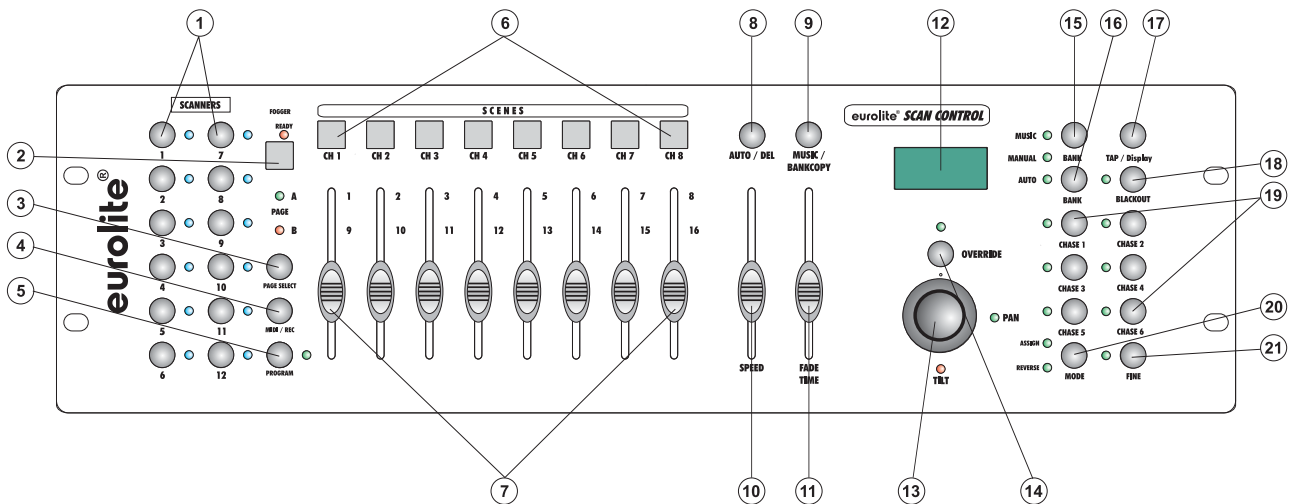 1
6
8
9
12
15
16
17
SCANNERS
FOGGER
READY
SCENES
eurolite® SCAN CONTROL
MUSIC
1
7
CH 1
CH 2
CH 3
CH 4
CH 5
CH 6
CH 7
CH 8
AUTO / DEL
MUSIC /
BANKCOPY
MANUAL
BANK
TAP / Display
2
AUTO
18
2
8
A
PAGE
B
1
2
3
4
5
6
7
8
BANK
BLACKOUT
3
19
eurolite®
3
9
9
10
11
12
13
14
15
16
CHASE 1
CHASE 2
4
OVERRIDE
4
10
PAGE SELECT
CHASE 3
CHASE 4
5
5
11
MIDI / REC
PAN
CHASE 5
CHASE 6
20
ASSIGN
REVERSE
6
12
PROGRAM
SPEED
FADE
TIME
TILT
MODE
FINE
21
7
10
11
13
14